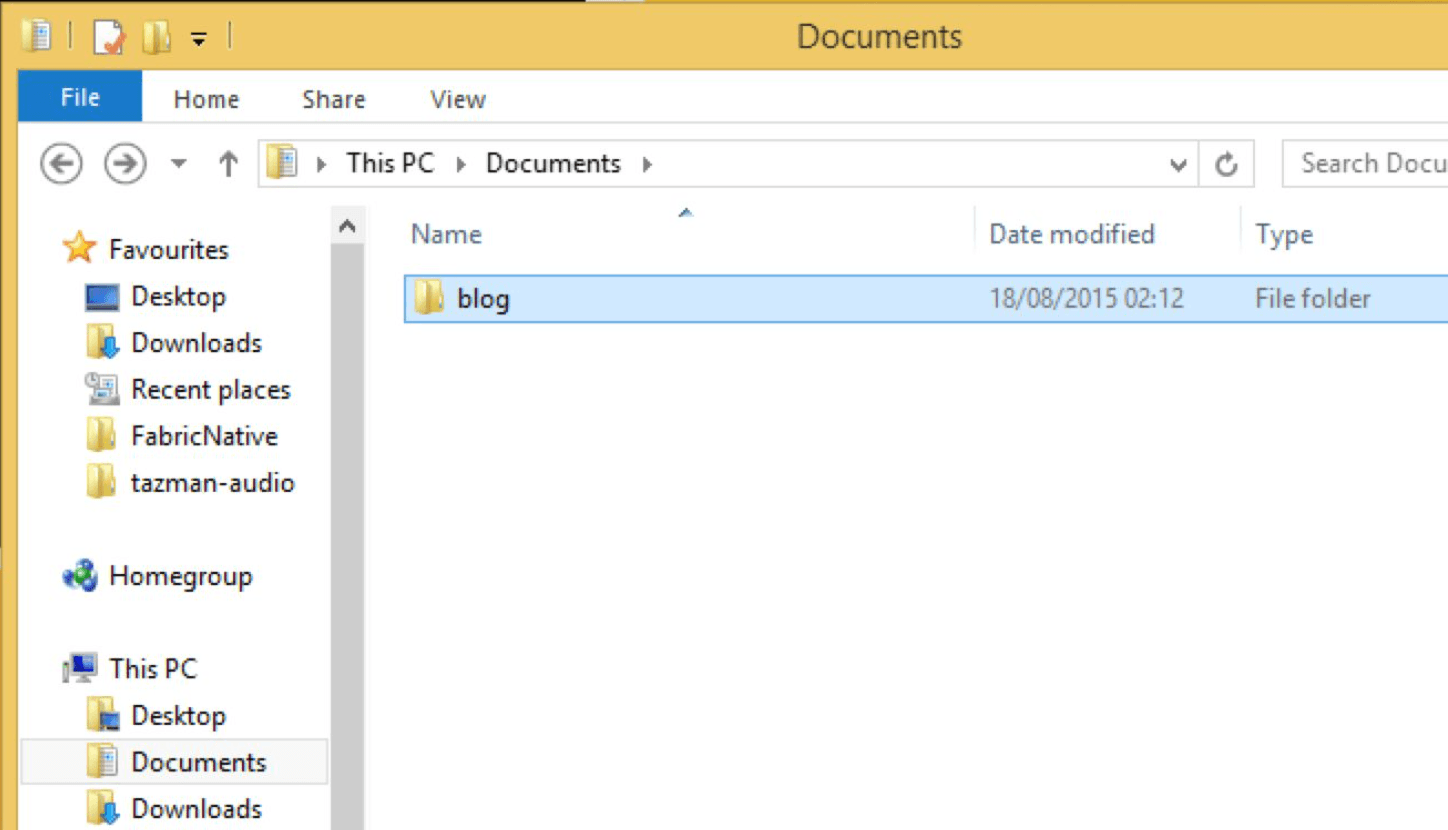 Documents
File Home Share View
This PC Documents Search Docu
Name Date modified Type
blog 18/08/2015 02:12 File folder
Favourites
Desktop
Downloads
Recent places
FabricNative
tazman-audio
Homegroup
This PC
Desktop
Documents
Downloads